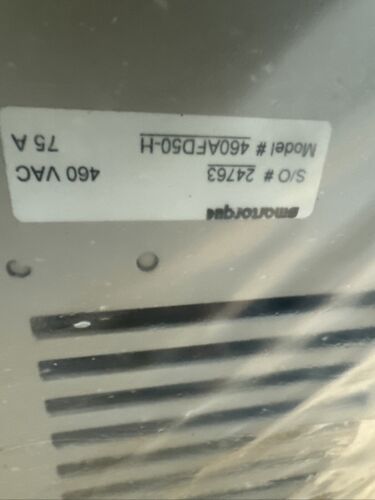 smartorque
S/O # 24763 460 VAC
Model # 460AFD50-H 75 A